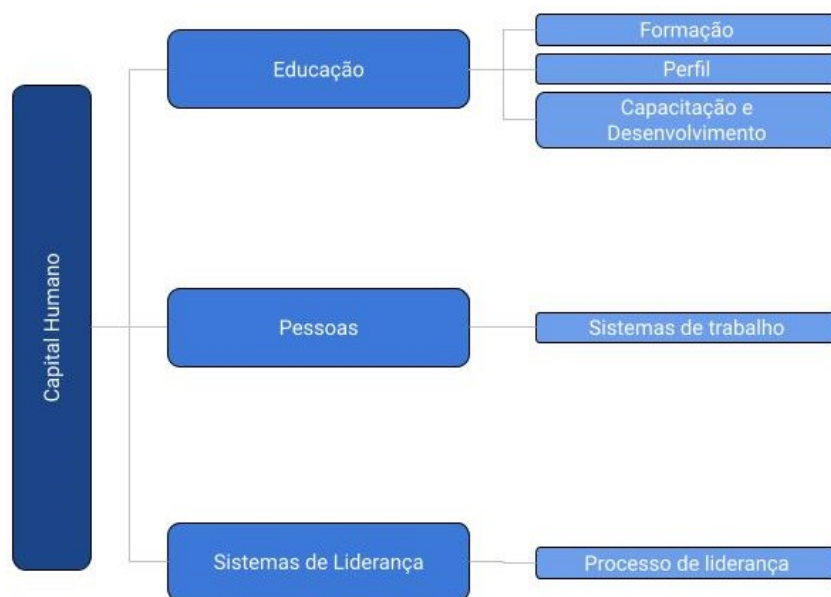 Capital Humano
Educação
Formação
Perfil
Capacitação e
Desenvolvimento
Pessoas
Sistemas de trabalho
Sistemas de Liderança
Processo de liderança